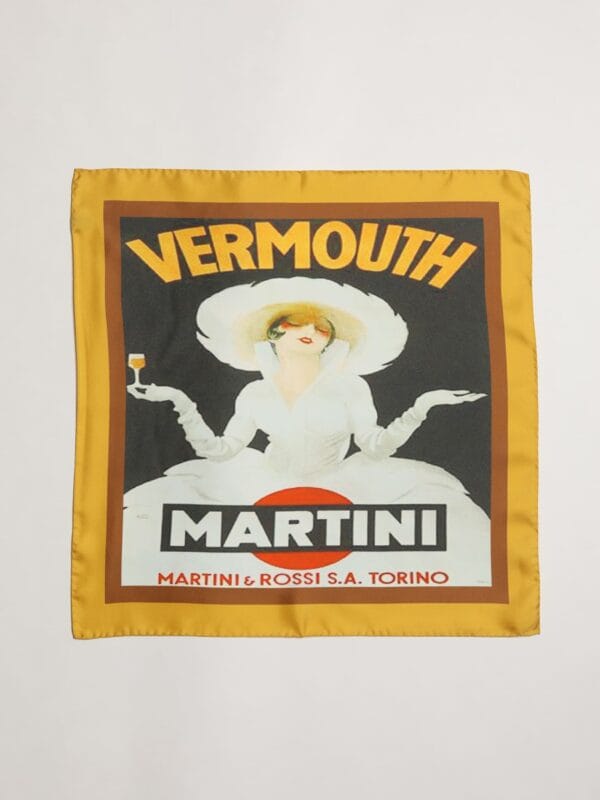 VERMOUTH
MARTINI
MARTINI & ROSSI S.A. TORINO